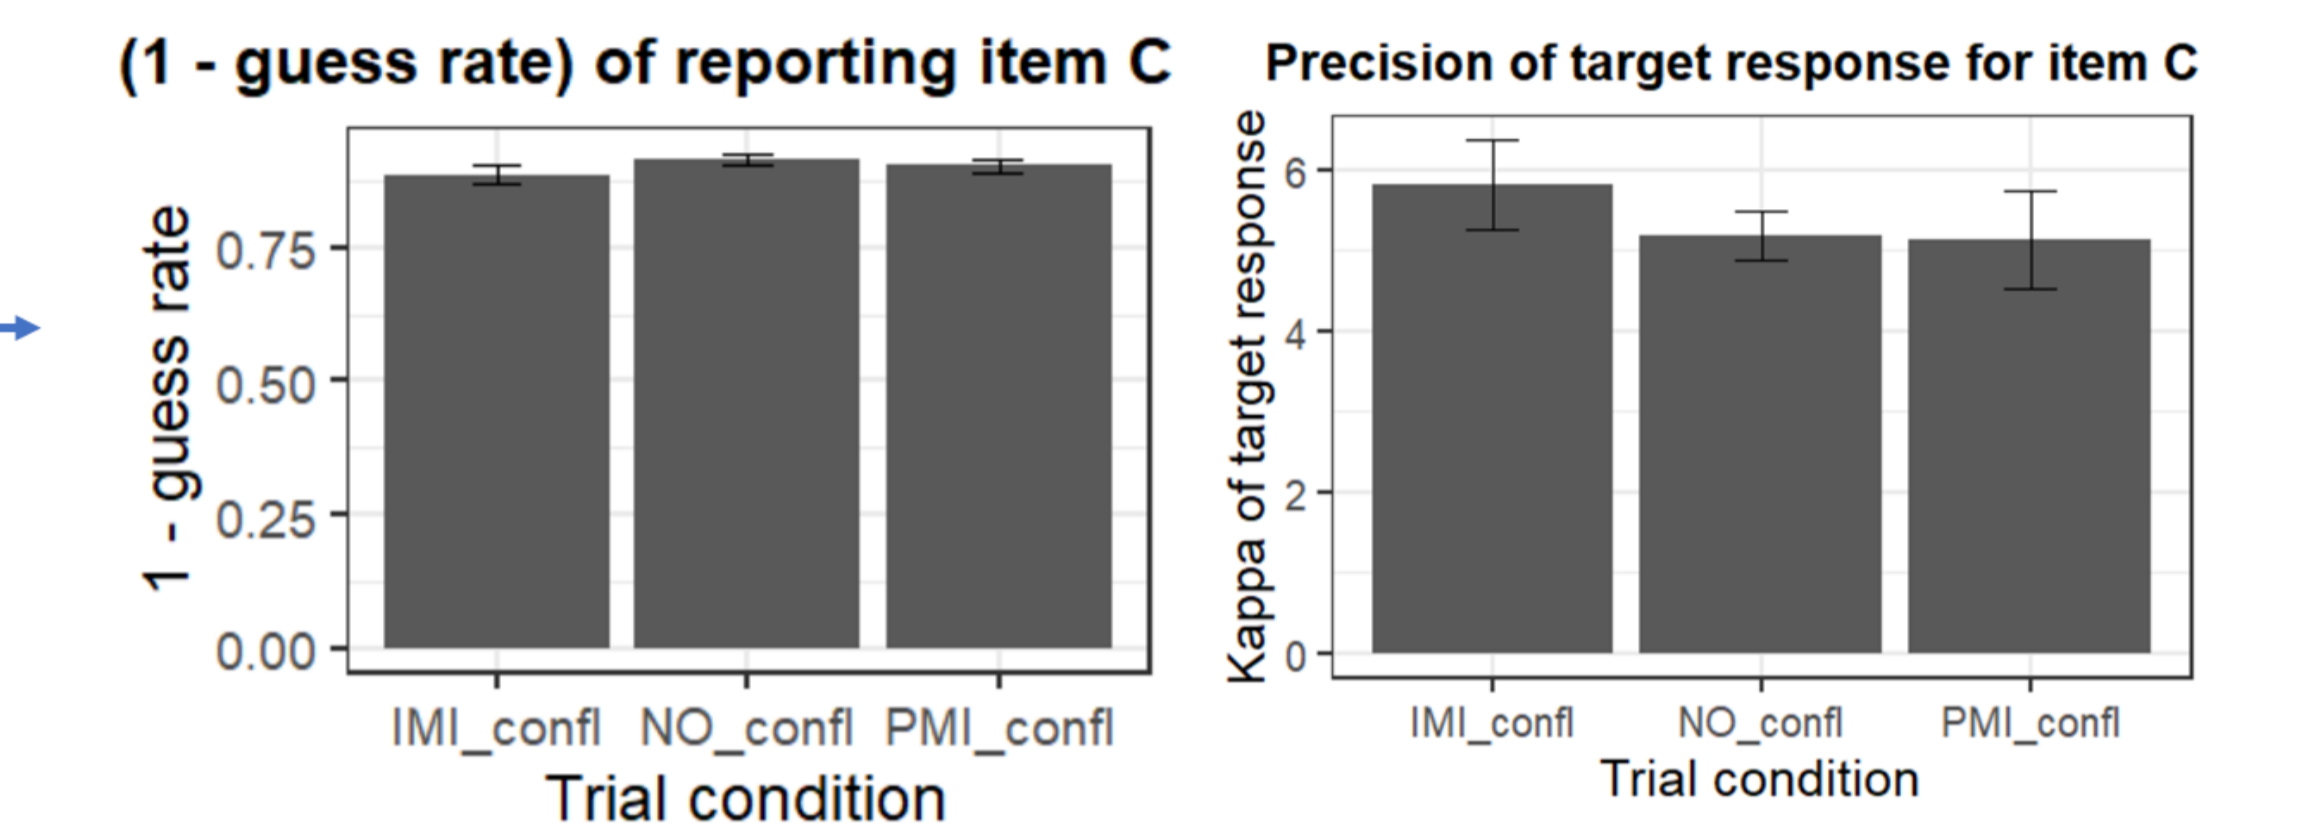 (1 - guess rate) of reporting item C
1 - guess rate
0.75
0.50
0.25
0.00
IMI_confl NO_confl PMI_confl
Trial condition
Precision of target response for item C
Kappa of target response
6
4
2
0
IMI_confl NO_confl PMI_confl
Trial condition